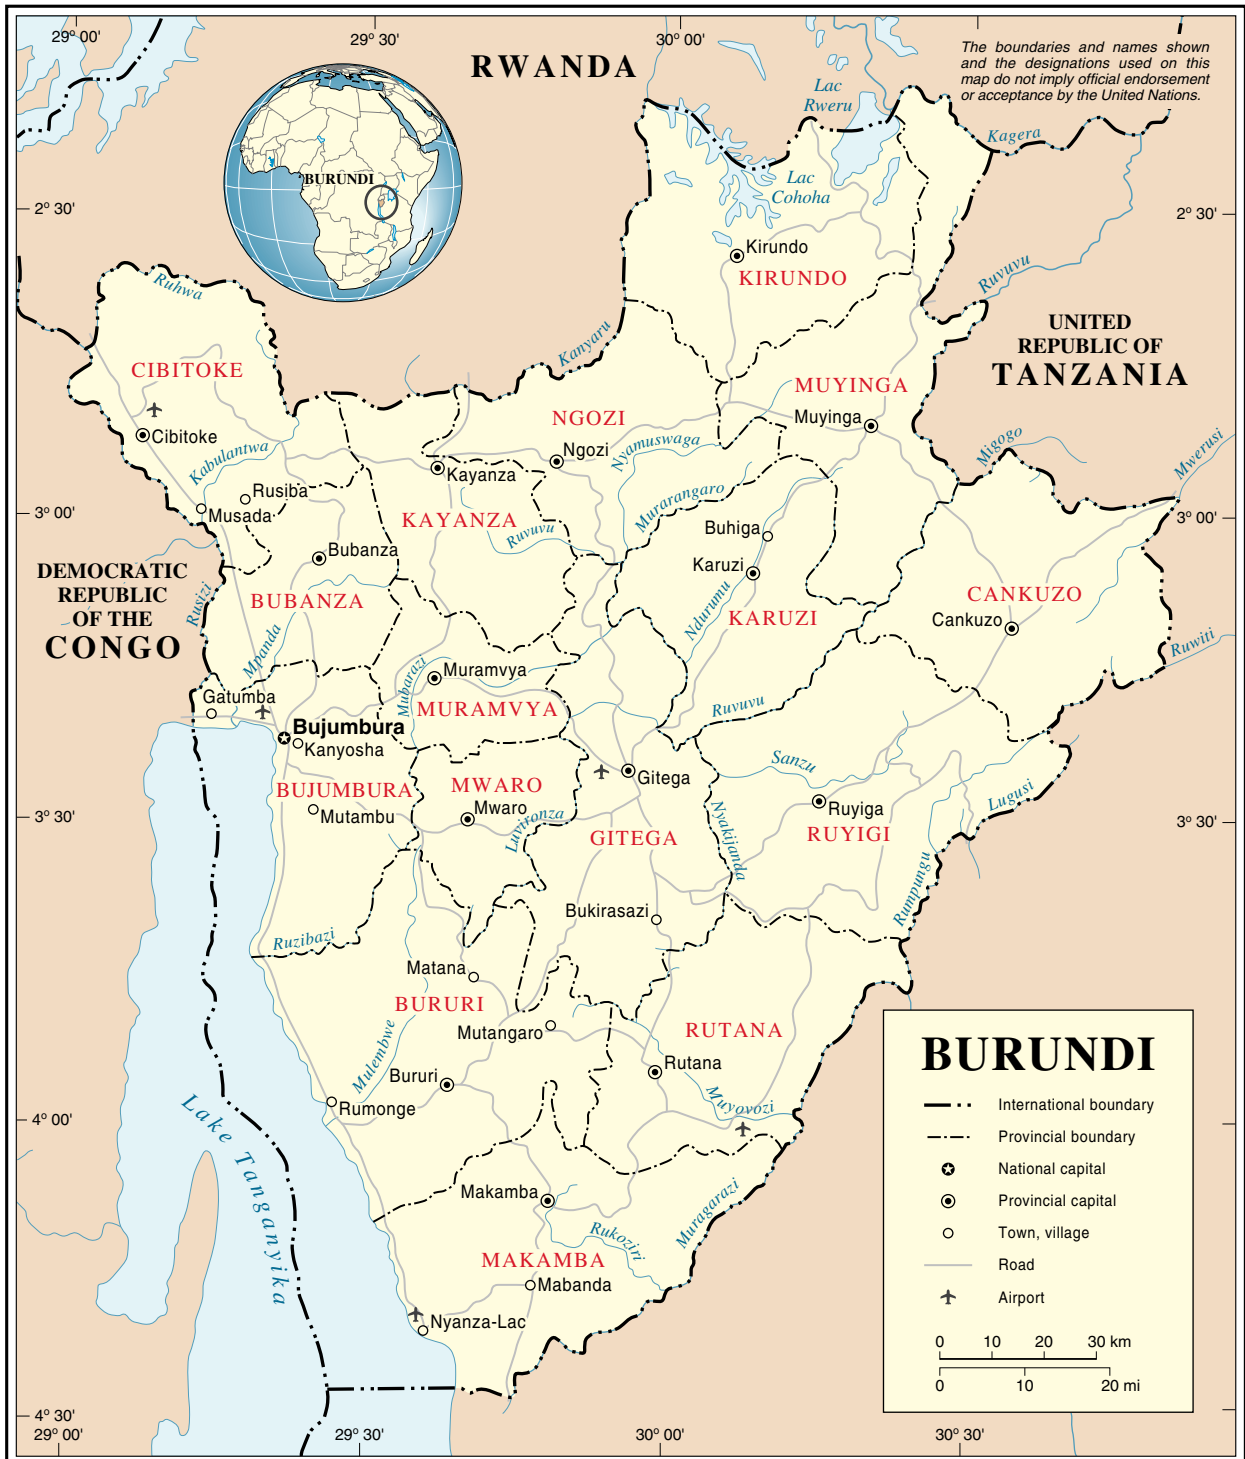 29° 00'
29° 30'
30° 00'
RWANDA
The boundaries and names shown
and the designations used on this
map do not imply official endorsement
or acceptance by the United Nations.
Lac
Rweru
Kagera
BURUNDI
Lac
Cohoha
2° 30'
2° 30'
Kirundo
KIRUNDO
Ruvuvu
Ruhwa
Kanyaru
UNITED
REPUBLIC OF
TANZANIA
CIBITOKE
MUYINGA
NGOZI
Muyinga
Cibitoke
Nyamuswaga
Migogo
Mwerusi
Kabulantwa
Ngozi
Kayanza
Rusiba
Murarangaro
Musada
KAYANZA
3° 00'
3° 00'
Ruvuvu
Buhiga
Bubanza
Karuzi
DEMOCRATIC
REPUBLIC
OF THE
CONGO
Rusizi
BUBANZA
Ndurumu
KARUZI
CANKUZO
Cankuzo
Ruwiti
Mpanda
Mubarazi
Muramvya
Gatumba
MURAMVYA
Ruvuvu
Bujumbura
Kanyosha
Sanzu
Gitega
BUJUMBURA
MWARO
Lugusi
Mutambu
Mwaro
Luvironza
Nyakijanda
Ruyiga
3° 30'
3° 30'
GITEGA
RUYIGI
Rumpungu
Bukirasazi
Ruzibazi
Matana
BURURI
Mutangaro
RUTANA
Mulembwe
Bururi
Rutana
Rumonge
Muyovozi
4° 00'
Lake Tanganyika
Makamba
Muragarazi
Rukoziri
MAKAMBA
Mabanda
Nyanza-Lac
BURUNDI
International boundary
Provincial boundary
National capital
Provincial capital
Town, village
Road
Airport
0 10 20 30 km
0 10 20 mi
4° 30'
29° 00'
29° 30'
30° 00'
30° 30'